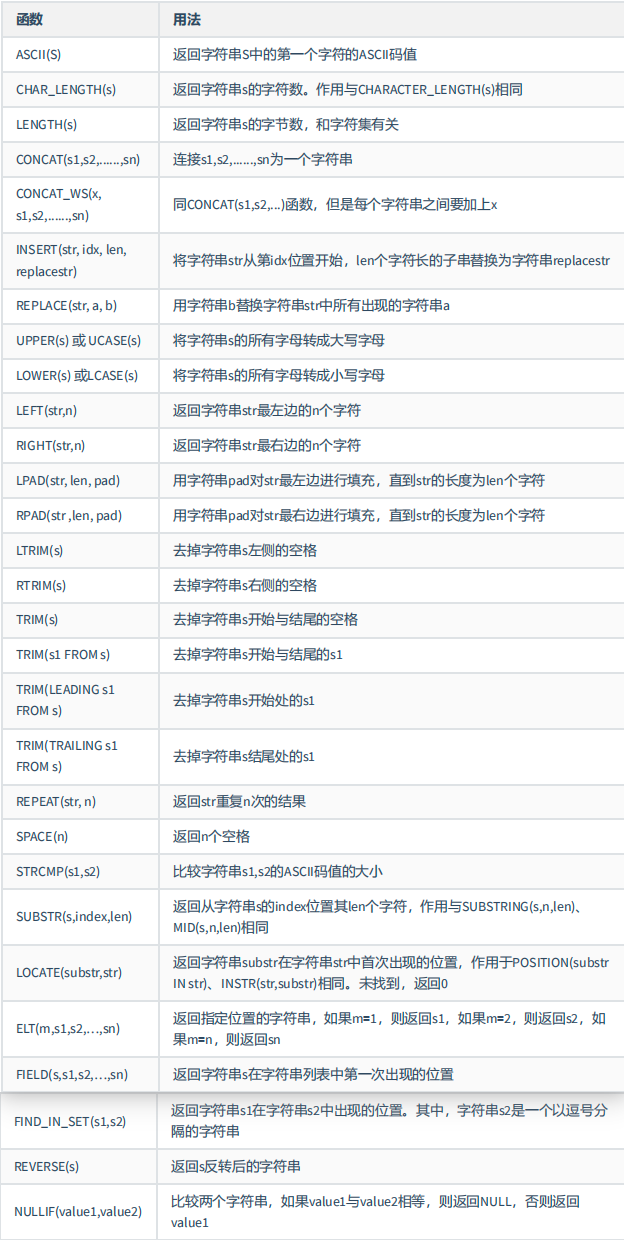 函数 用法
ASCII(S) 返回字符串S中的第一个字符的ASCII码值
CHAR_LENGTH(s) 返回字符串s的字符数。作用与CHARACTER_LENGTH(s)相同
LENGTH(s) 返回字符串s的字节数，和字符集有关
CONCAT(s1,s2,......,sn) 连接s1,s2,......,sn为一个字符串
CONCAT_WS(x,
s1,s2,......,sn)
同CONCAT(s1,s2,...)函数，但是每个字符串之间要加上x
INSERT(str, idx, len,
replacestr)
将字符串str从第idx位置开始，len个字符长的子串替换为字符串replacestr
REPLACE(str, a, b) 用字符串b替换字符串str中所有出现的字符串a
UPPER(s) 或 UCASE(s) 将字符串s的所有字母转成大写字母
LOWER(s) 或LCASE(s) 将字符串s的所有字母转成小写字母
LEFT(str,n) 返回字符串str最左边的n个字符
RIGHT(str,n) 返回字符串str最右边的n个字符
LPAD(str, len, pad) 用字符串pad对str最左边进行填充，直到str的长度为len个字符
RPAD(str ,len, pad) 用字符串pad对str最右边进行填充，直到str的长度为len个字符
LTRIM(s) 去掉字符串s左侧的空格
RTRIM(s) 去掉字符串s右侧的空格
TRIM(s) 去掉字符串s开始与结尾的空格
TRIM(s1 FROM s) 去掉字符串s开始与结尾的s1
TRIM(LEADING s1
FROM s)
去掉字符串s开始处的s1
TRIM(TRAILING s1
FROM s)
去掉字符串s结尾处的s1
REPEAT(str, n) 返回str重复n次的结果
SPACE(n) 返回n个空格
STRCMP(s1,s2) 比较字符串s1,s2的ASCII码值的大小
SUBSTR(s,index,len)
返回从字符串s的index位置其len个字符，作用与SUBSTRING(s,n,len)、
MID(s,n,len)相同
LOCATE(substr,str)
返回字符串substr在字符串str中首次出现的位置，作用于POSITION(substr
IN str)、INSTR(str,substr)相同。未找到，返回0
ELT(m,s1,s2,…,sn)
返回指定位置的字符串，如果m=1，则返回s1，如果m=2，则返回s2，如
果m=n，则返回sn
FIELD(s,s1,s2,…,sn) 返回字符串s在字符串列表中第一次出现的位置
FIND_IN_SET(s1,s2)
返回字符串s1在字符串s2中出现的位置。其中，字符串s2是一个以逗号分
隔的字符串
REVERSE(s) 返回s反转后的字符串
NULLIF(value1,value2)
比较两个字符串，如果value1与value2相等，则返回NULL，否则返回
value1